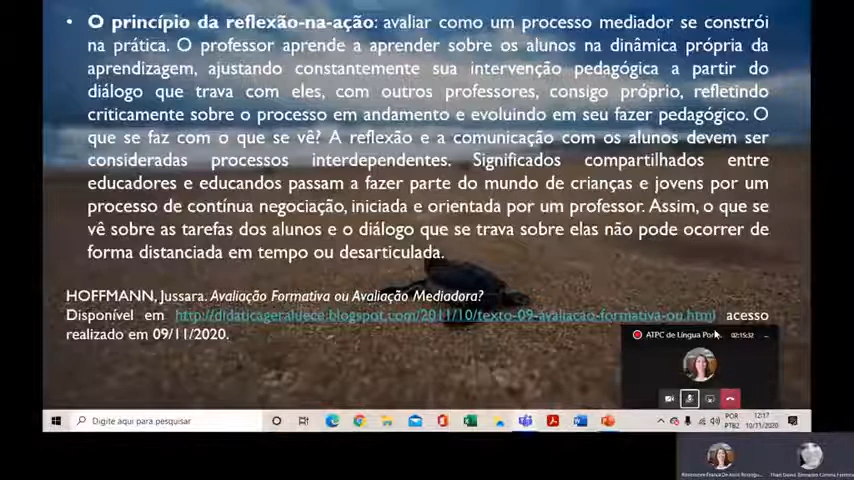 • O princípio da reflexão-na-ação: avaliar como um processo mediador se constrói
na prática. O professor aprende a aprender sobre os alunos na dinâmica própria da
aprendizagem, ajustando constantemente sua intervenção pedagógica a partir do
diálogo que trava com eles, com outros professores, consigo próprio, refletindo
criticamente sobre o processo em andamento e evoluindo em seu fazer pedagógico. O
que se faz com o que se vê? A reflexão e a comunicação com os alunos devem ser
consideradas processos interdependentes. Significados compartilhados entre
educadores e educandos passam a fazer parte do mundo de crianças e jovens por um
processo de contínua negociação, iniciada e orientada por um professor. Assim, o que se
vê sobre as tarefas dos alunos e o diálogo que se trava sobre elas não pode ocorrer de
forma distanciada em tempo ou desarticulada.
HOFFMANN, Jussara. Avaliação Formativa ou Avaliação Mediadora?
Disponível em http://didaticageraluece.blogspot.com/2011/10/texto-09-avaliacao-formativa-ou.html acesso
realizado em 09/11/2020.
ATPC de Língua Por... 02:15:32
Digite aqui para pesquisar
POR 12:17
PTB2 10/11/2020